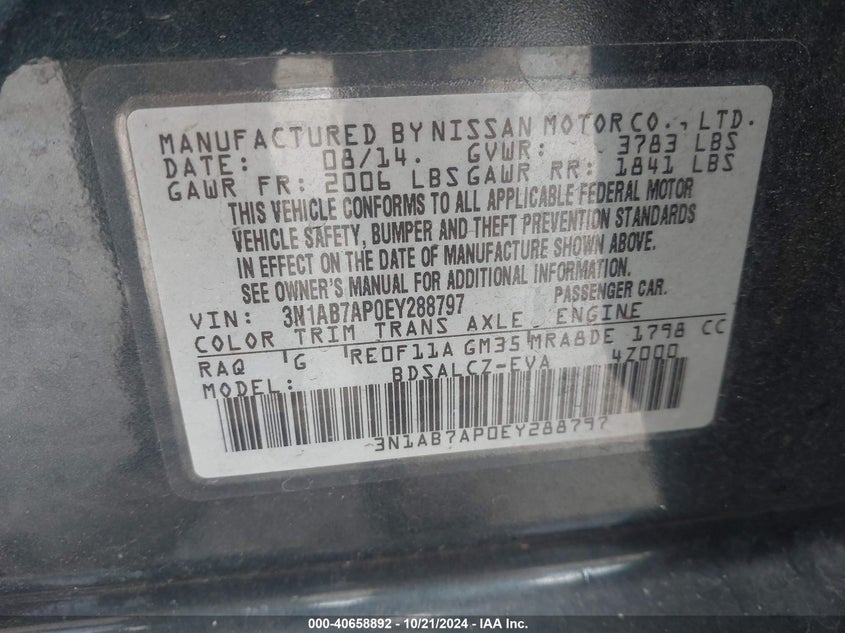 MANUFACTURED BY NISSAN MOTOR CO., LTD.
DATE: 08/14. GVWR: 3783 LBS
GAWR FR: 2006 LBS GAWR RR: 1841 LBS
THIS VEHICLE CONFORMS TO ALL APPLICABLE FEDERAL MOTOR
VEHICLE SAFETY, BUMPER AND THEFT PREVENTION STANDARDS
IN EFFECT ON THE DATE OF MANUFACTURE SHOWN ABOVE.
SEE OWNER'S MANUAL FOR ADDITIONAL INFORMATION.
VIN: 3N1AB7AP0EY288797 PASSENGER CAR.
COLOR TRIM TRANS AXLE ENGINE
RAQ G RE0F11A GM35 MRA8DE 1798 CC
MODEL: BDSALCZ-EVA 4Z000
3N1AB7AP0EY288797
000-40658892 - 10/21/2024 - IAA Inc.